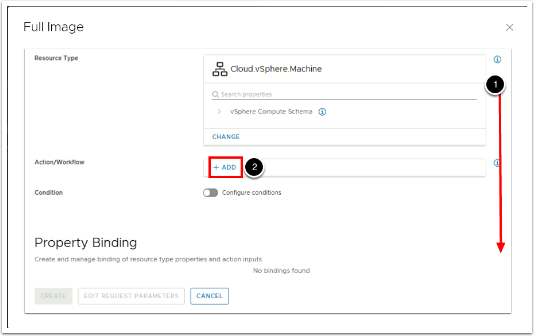 Full Image
Resource Type
Cloud.vSphere.Machine
Search properties
vSphere Compute Schema
CHANGE
1
Action/Workflow
+ ADD
2
Condition
Configure conditions
Property Binding
Create and manage binding of resource type properties and action inputs
No bindings found
CREATE
EDIT REQUEST PARAMETERS
CANCEL